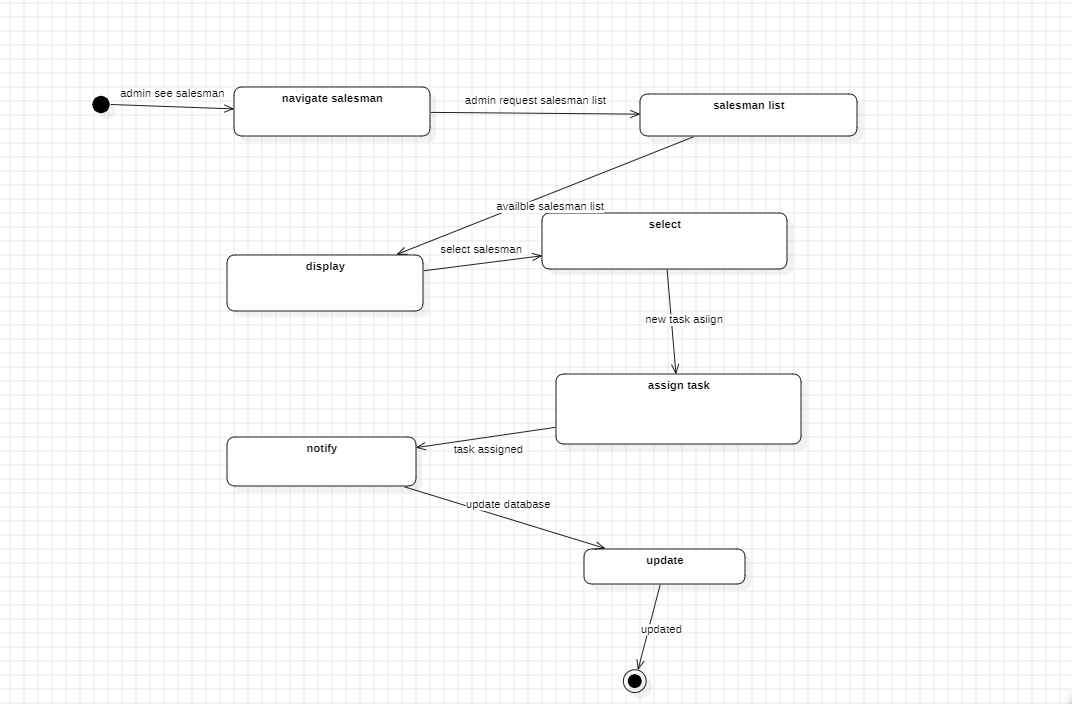 admin see salesman
navigate salesman
admin request salesman list
salesman list
availble salesman list
select
select salesman
display
new task asiign
assign task
task assigned
notify
update database
update
updated